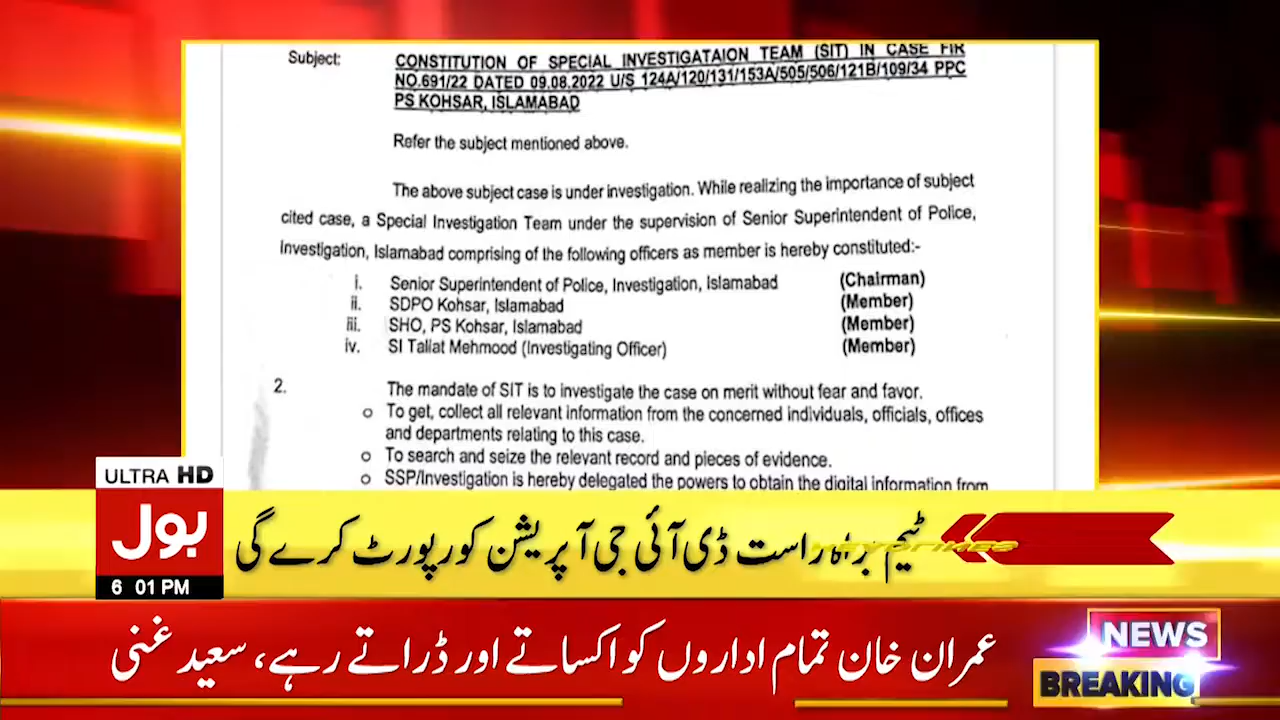 Subject:
CONSTITUTION OF SPECIAL INVESTIGATAION TEAM (SIT) IN CASE FIR
NO.691/22 DATED 09.08.2022 U/S 124A/120/131/153A/505/506/121B/109/34 PPC
PS KOHSAR, ISLAMABAD
Refer the subject mentioned above.
The above subject case is under investigation. While realizing the importance of subject
cited case, a Special Investigation Team under the supervision of Senior Superintendent of Police,
Investigation, Islamabad comprising of the following officers as member is hereby constituted:-
i. Senior Superintendent of Police, Investigation, Islamabad (Chairman)
ii. SDPO Kohsar, Islamabad (Member)
iii. SHO, PS Kohsar, Islamabad (Member)
iv. SI Taliat Mehmood (Investigating Officer) (Member)
2. The mandate of SIT is to investigate the case on merit without fear and favor.
o To get, collect all relevant information from the concerned individuals, officials, offices
and departments relating to this case.
o To search and seize the relevant record and pieces of evidence.
o SSP/Investigation is hereby delegated the powers to obtain the digital information from
ULTRA HD
بول
6 01 PM
ٹیم براہ راست ڈی آئی جی آپریشن کو رپورٹ کرے گی
عمران خان تمام اداروں کو اکساتے اور ڈراتے رہے، سعید غنی
NEWS
BREAKING